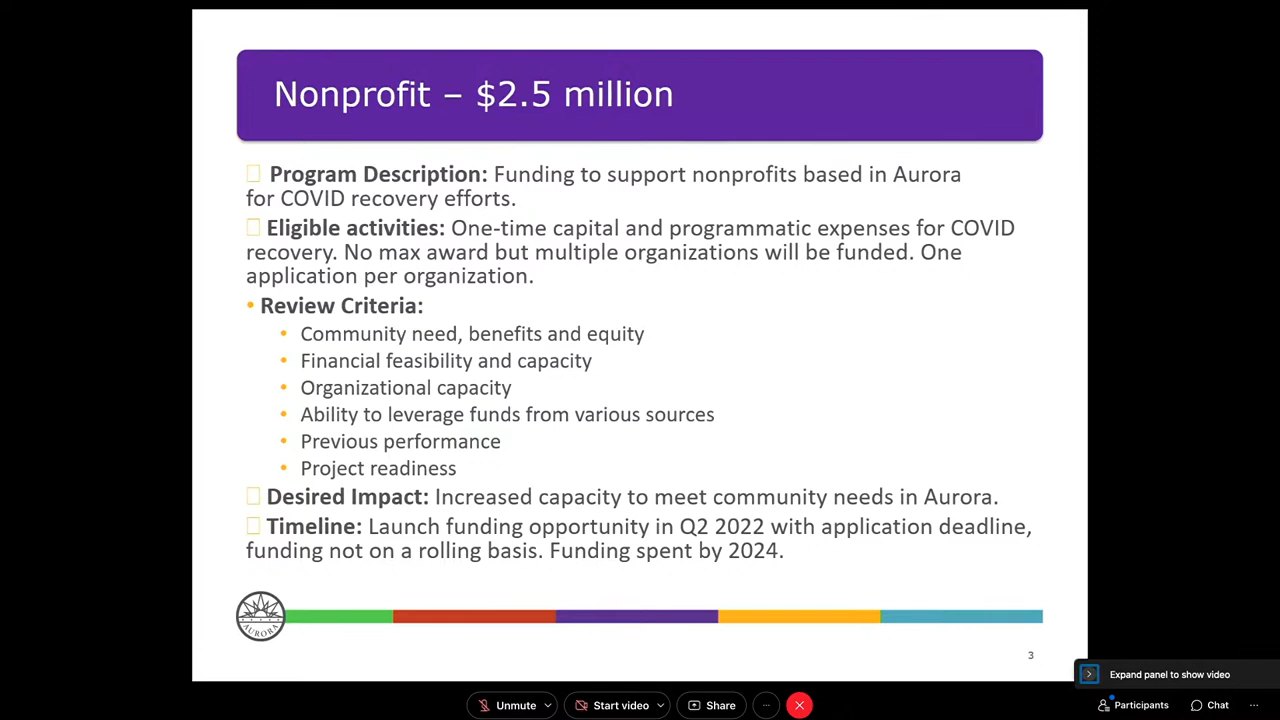 Nonprofit – $2.5 million
Program Description: Funding to support nonprofits based in Aurora
for COVID recovery efforts.
Eligible activities: One-time capital and programmatic expenses for COVID
recovery. No max award but multiple organizations will be funded. One
application per organization.
• Review Criteria:
• Community need, benefits and equity
• Financial feasibility and capacity
• Organizational capacity
• Ability to leverage funds from various sources
• Previous performance
• Project readiness
Desired Impact: Increased capacity to meet community needs in Aurora.
Timeline: Launch funding opportunity in Q2 2022 with application deadline,
funding not on a rolling basis. Funding spent by 2024.
AURORA
3
Expand panel to show video
Unmute
Start video
Share
Participants
Chat